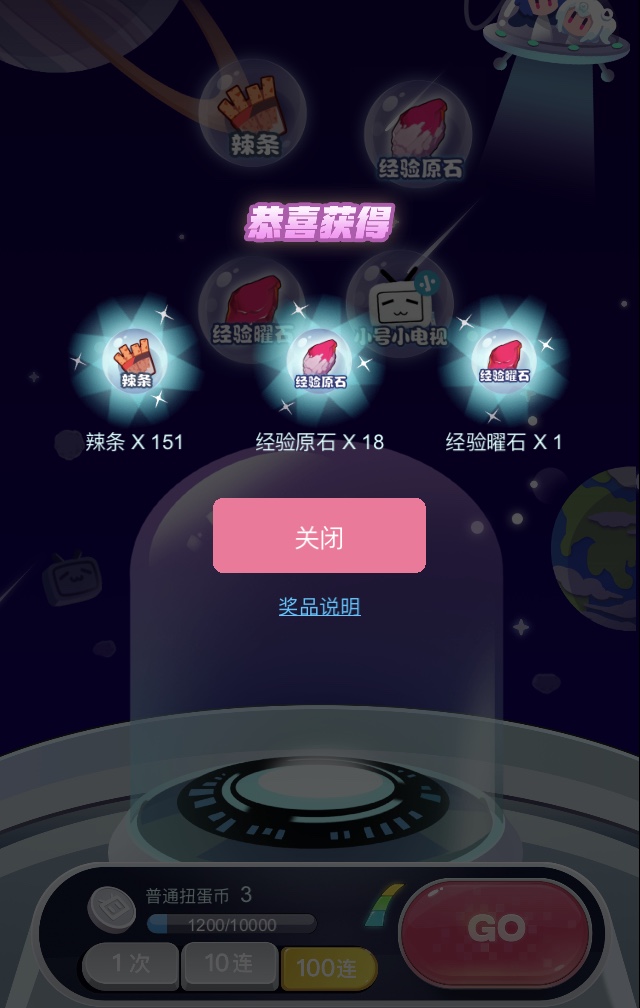 辣条
经验原石
恭喜获得
经验曜石
小号小电视
辣条
经验原石
经验曜石
辣条 X 151
经验原石 X 18
经验曜石 X 1
关闭
奖品说明
普通扭蛋币 3
1200/10000
1次
10连
100连
GO